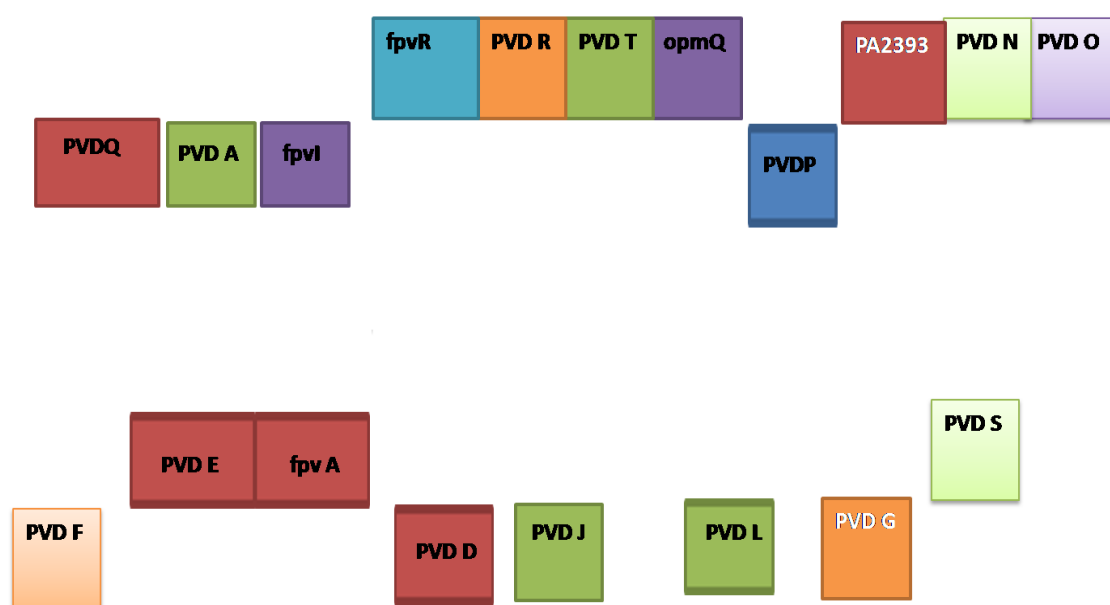 fpvR PVD R PVD T opmQ PA2393 PVD N PVD O
PVDQ PVD A fpvI PVDP
PVD E fpv A PVD S
PVD F PVD D PVD J PVD L PVD G